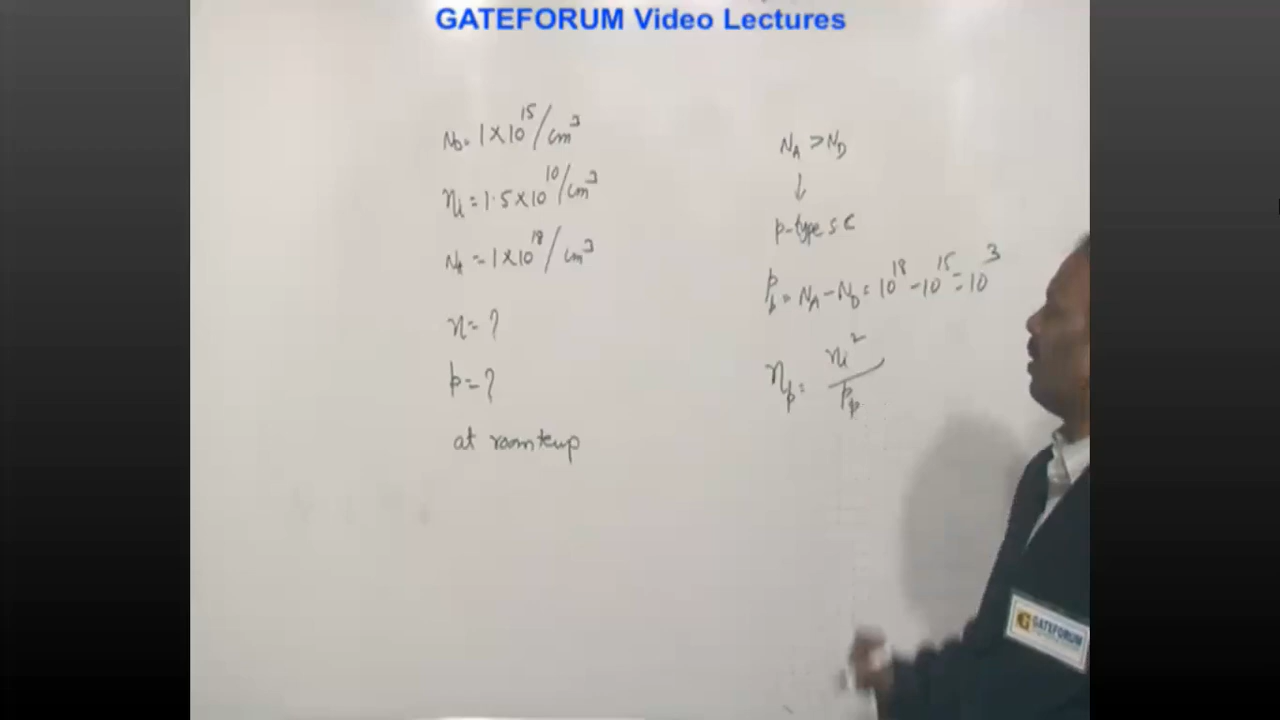 GATEFORUM Video Lectures
N_D = 1×10^15/cm^3
n_i = 1.5×10^10/cm^3
N_A = 1×10^18/cm^3
n = ?
p = ?
at room temp
N_A > N_D
↓
p-type s c
p_p = N_A - N_D = 10^18 - 10^15 = 10^3
n_p = n_i^2 / p_p
GATEFORUM